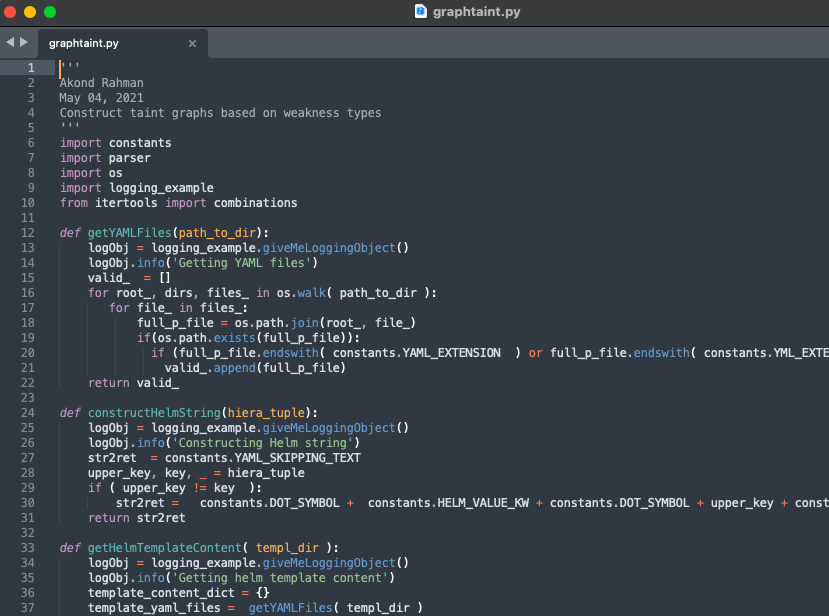 graphtaint.py
graphtaint.py ×
1 '''
2 Akond Rahman
3 May 04, 2021
4 Construct taint graphs based on weakness types
5 '''
6 import constants
7 import parser
8 import os
9 import logging_example
10 from itertools import combinations
11
12 def getYAMLFiles(path_to_dir):
13     logObj = logging_example.giveMeLoggingObject()
14     logObj.info('Getting YAML files')
15     valid_  = []
16     for root_, dirs, files_ in os.walk( path_to_dir ):
17        for file_ in files_:
18            full_p_file = os.path.join(root_, file_)
19            if(os.path.exists(full_p_file)):
20              if (full_p_file.endswith( constants.YAML_EXTENSION  ) or full_p_file.endswith( constants.YML_EXTE
21                valid_.append(full_p_file)
22     return valid_
23
24 def constructHelmString(hiera_tuple):
25     logObj = logging_example.giveMeLoggingObject()
26     logObj.info('Constructing Helm string')
27     str2ret  = constants.YAML_SKIPPING_TEXT
28     upper_key, key, _ = hiera_tuple
29     if ( upper_key != key  ):
30         str2ret =   constants.DOT_SYMBOL +  constants.HELM_VALUE_KW + constants.DOT_SYMBOL + upper_key + const
31     return str2ret
32
33 def getHelmTemplateContent( templ_dir ):
34     logObj = logging_example.giveMeLoggingObject()
35     logObj.info('Getting helm template content')
36     template_content_dict = {}
37     template_yaml_files =  getYAMLFiles( templ_dir )